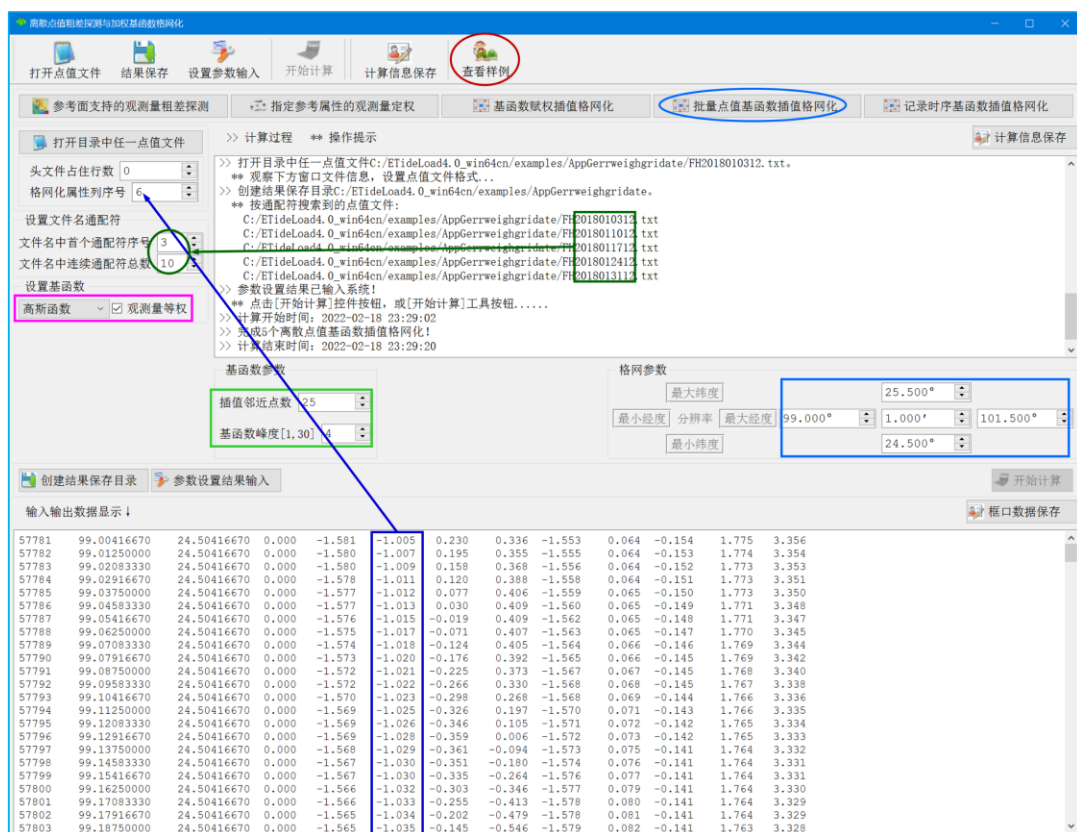 离散点值粗差探测与加权基函数格网化
打开点值文件 结果保存 设置参数输入 开始计算 计算信息保存 查看样例
参考面支持的观测量粗差探测 指定参考属性的观测量定权 基函数赋权插值格网化 批量点值基函数插值格网化 记录时序基函数插值格网化
打开目录中任一点值文件 >> 计算过程 ** 操作提示 计算信息保存
头文件占住行数 0
格网化属性列序号 6
设置文件名通配符
文件名中首个通配符序号 3
文件名中连续通配符总数 10
设置基函数
高斯函数 观测量等权
>> 打开目录中任一点值文件C:/ETideLoad4.0_win64cn/examples/AppGerrweighgridate/FH2018010312.txt。
** 观察下方窗口文件信息，设置点值文件格式...
>> 创建结果保存目录C:/ETideLoad4.0_win64cn/examples/AppGerrweighgridate。
** 按通配符搜索到的点值文件:
C:/ETideLoad4.0_win64cn/examples/AppGerrweighgridate/FH2018010312.txt
C:/ETideLoad4.0_win64cn/examples/AppGerrweighgridate/FH2018011012.txt
C:/ETideLoad4.0_win64cn/examples/AppGerrweighgridate/FH2018011712.txt
C:/ETideLoad4.0_win64cn/examples/AppGerrweighgridate/FH2018012412.txt
C:/ETideLoad4.0_win64cn/examples/AppGerrweighgridate/FH2018013112.txt
>> 参数设置结果已输入系统!
** 点击[开始计算]控件按钮，或[开始计算]工具按钮......
>> 计算开始时间: 2022-02-18 23:29:02
>> 完成5个离散点值基函数插值格网化!
>> 计算结束时间: 2022-02-18 23:29:20
基函数参数 格网参数
插值邻近点数 25
基函数峰度[1,30] 4
最大纬度 25.500°
最小经度 分辨率 最大经度 99.000° 1.000′ 101.500°
最小纬度 24.500°
创建结果保存目录 参数设置结果输入 开始计算
输入输出数据显示↓ 框口数据保存
57781 99.00416670 24.50416670 0.000 -1.581 -1.005 0.230 0.336 -1.553 0.064 -0.154 1.775 3.356
57782 99.01250000 24.50416670 0.000 -1.580 -1.007 0.195 0.355 -1.555 0.064 -0.153 1.774 3.354
57783 99.02083330 24.50416670 0.000 -1.580 -1.009 0.158 0.368 -1.556 0.064 -0.152 1.773 3.353
57784 99.02916670 24.50416670 0.000 -1.578 -1.011 0.120 0.388 -1.558 0.064 -0.151 1.773 3.351
57785 99.03750000 24.50416670 0.000 -1.577 -1.012 0.077 0.406 -1.559 0.065 -0.150 1.773 3.350
57786 99.04583330 24.50416670 0.000 -1.577 -1.013 0.030 0.409 -1.560 0.065 -0.149 1.771 3.348
57787 99.05416670 24.50416670 0.000 -1.576 -1.015 -0.019 0.409 -1.562 0.065 -0.148 1.771 3.347
57788 99.06250000 24.50416670 0.000 -1.575 -1.017 -0.071 0.407 -1.563 0.065 -0.147 1.770 3.345
57789 99.07083330 24.50416670 0.000 -1.574 -1.018 -0.124 0.405 -1.564 0.066 -0.146 1.769 3.344
57790 99.07916670 24.50416670 0.000 -1.573 -1.020 -0.176 0.392 -1.565 0.066 -0.145 1.769 3.342
57791 99.08750000 24.50416670 0.000 -1.572 -1.021 -0.225 0.373 -1.567 0.067 -0.145 1.768 3.340
57792 99.09583330 24.50416670 0.000 -1.572 -1.022 -0.266 0.330 -1.568 0.068 -0.145 1.767 3.338
57793 99.10416670 24.50416670 0.000 -1.570 -1.023 -0.298 0.268 -1.568 0.069 -0.144 1.766 3.336
57794 99.11250000 24.50416670 0.000 -1.569 -1.025 -0.326 0.197 -1.570 0.071 -0.143 1.766 3.335
57795 99.12083330 24.50416670 0.000 -1.569 -1.026 -0.346 0.105 -1.571 0.072 -0.142 1.765 3.334
57796 99.12916670 24.50416670 0.000 -1.569 -1.028 -0.359 0.006 -1.572 0.073 -0.142 1.765 3.333
57797 99.13750000 24.50416670 0.000 -1.568 -1.029 -0.361 -0.094 -1.573 0.075 -0.141 1.764 3.332
57798 99.14583330 24.50416670 0.000 -1.567 -1.030 -0.351 -0.180 -1.574 0.076 -0.141 1.764 3.331
57799 99.15416670 24.50416670 0.000 -1.567 -1.030 -0.335 -0.264 -1.576 0.077 -0.141 1.764 3.331
57800 99.16250000 24.50416670 0.000 -1.566 -1.032 -0.303 -0.346 -1.577 0.079 -0.141 1.764 3.330
57801 99.17083330 24.50416670 0.000 -1.566 -1.033 -0.255 -0.413 -1.578 0.080 -0.141 1.764 3.329
57802 99.17916670 24.50416670 0.000 -1.565 -1.034 -0.202 -0.479 -1.578 0.081 -0.141 1.764 3.329
57803 99.18750000 24.50416670 0.000 -1.565 -1.035 -0.145 -0.546 -1.579 0.082 -0.141 1.763 3.328